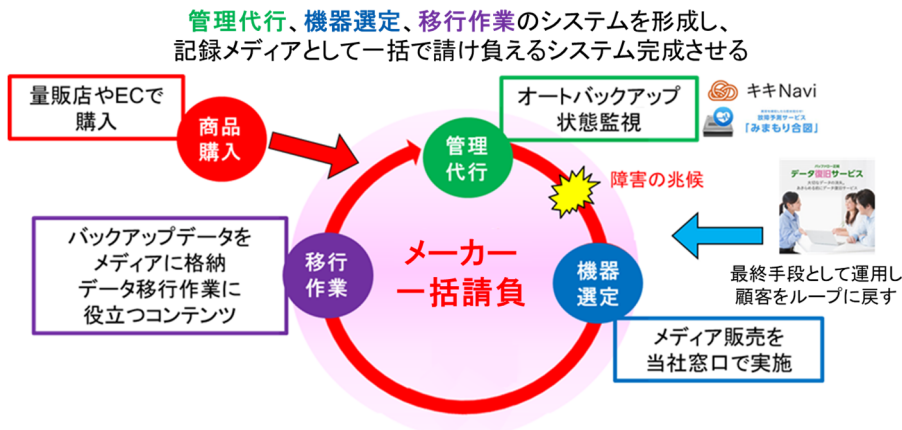 管理代行、機器選定、移行作業のシステムを形成し、
記録メディアとして一括で請け負えるシステム完成させる
量販店やECで
購入
商品
購入
オートバックアップ
状態監視
キキNavi
故障予測サービス
「みまもり合図」
管理
代行
障害の兆候
データ復旧サービス
バックアップデータを
メディアに格納
データ移行作業に
役立つコンテンツ
移行
作業
メーカー
一括請負
機器
選定
最終手段として運用し
顧客をループに戻す
メディア販売を
当社窓口で実施